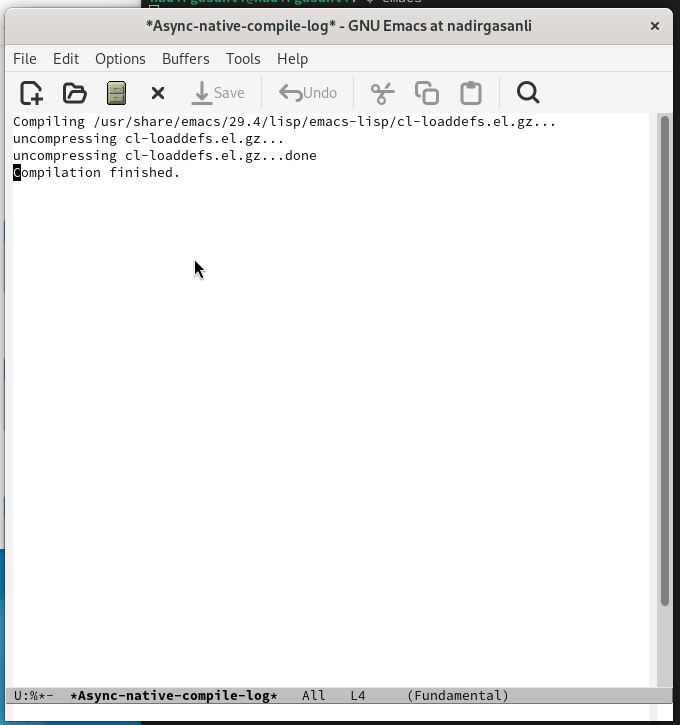 *Async-native-compile-log* - GNU Emacs at nadirgasanli
File Edit Options Buffers Tools Help
Save Undo
Compiling /usr/share/emacs/29.4/lisp/emacs-lisp/cl-loaddefs.el.gz...
uncompressing cl-loaddefs.el.gz...
uncompressing cl-loaddefs.el.gz...done
Compilation finished.
U:%*- *Async-native-compile-log* All L4 (Fundamental)